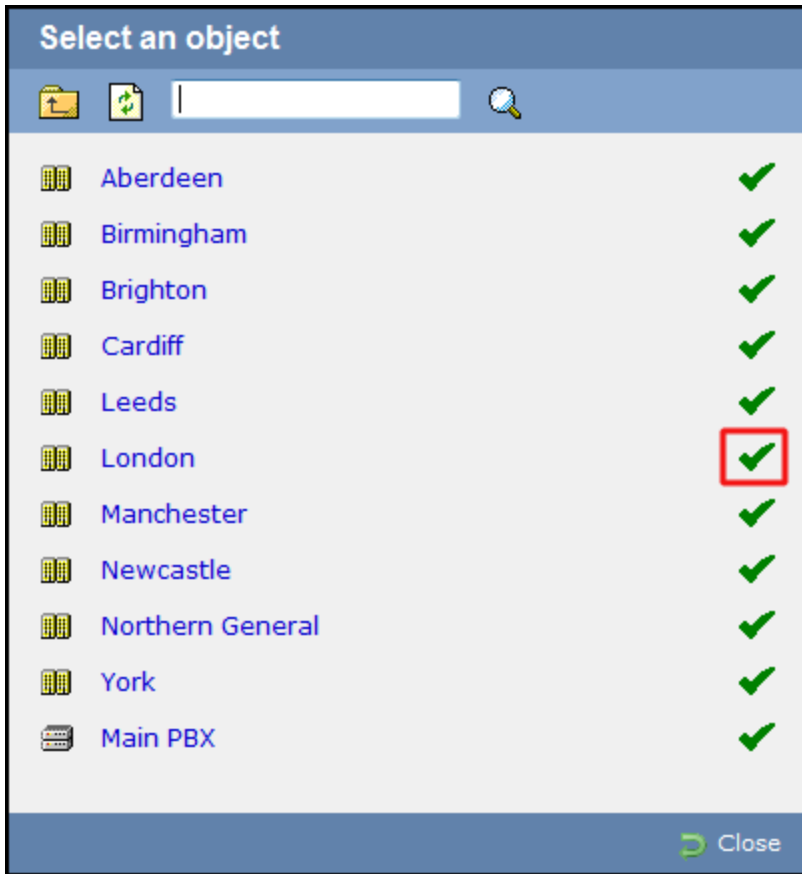 Select an object
Aberdeen
Birmingham
Brighton
Cardiff
Leeds
London
Manchester
Newcastle
Northern General
York
Main PBX
Close